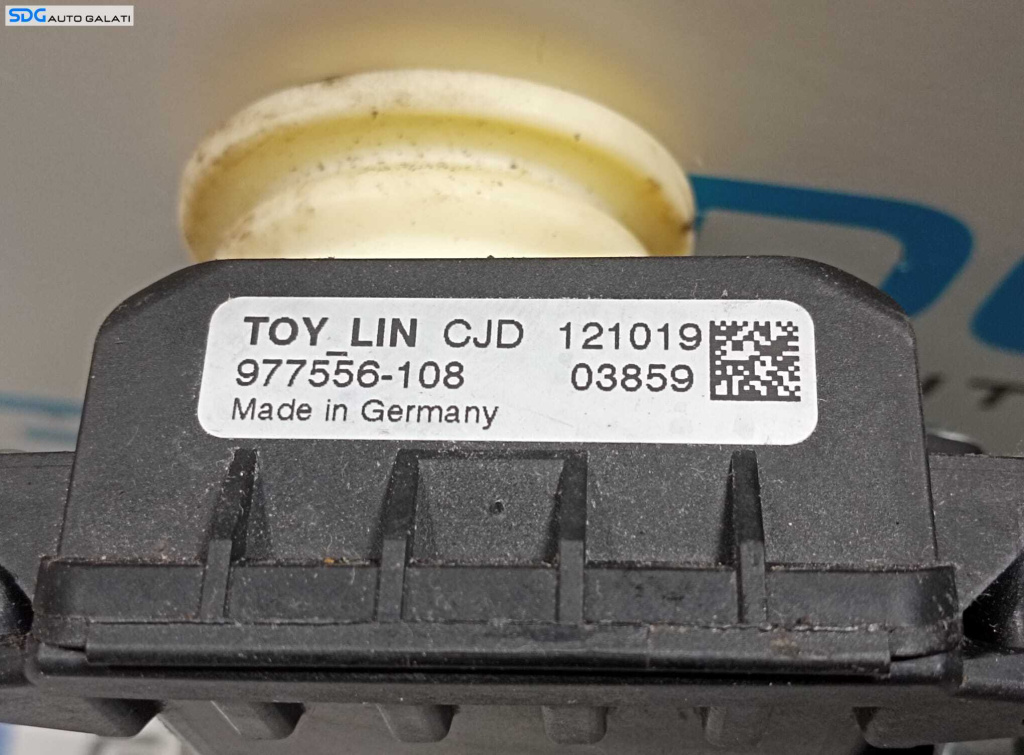 SDG AUTO GALATI
TOY_LIN CJD 121019
977556-108 03859
Made in Germany